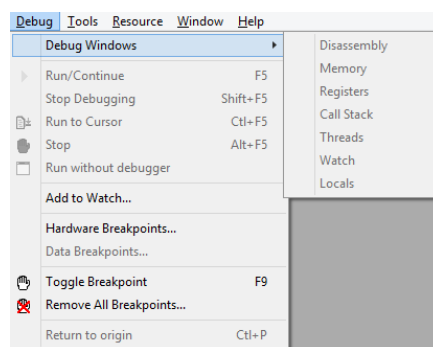 Debug Tools Resource Window Help
Debug Windows
Run/Continue F5
Stop Debugging Shift+F5
Run to Cursor Ctl+F5
Stop Alt+F5
Run without debugger
Add to Watch...
Hardware Breakpoints...
Data Breakpoints...
Toggle Breakpoint F9
Remove All Breakpoints...
Return to origin Ctl+P
Disassembly
Memory
Registers
Call Stack
Threads
Watch
Locals